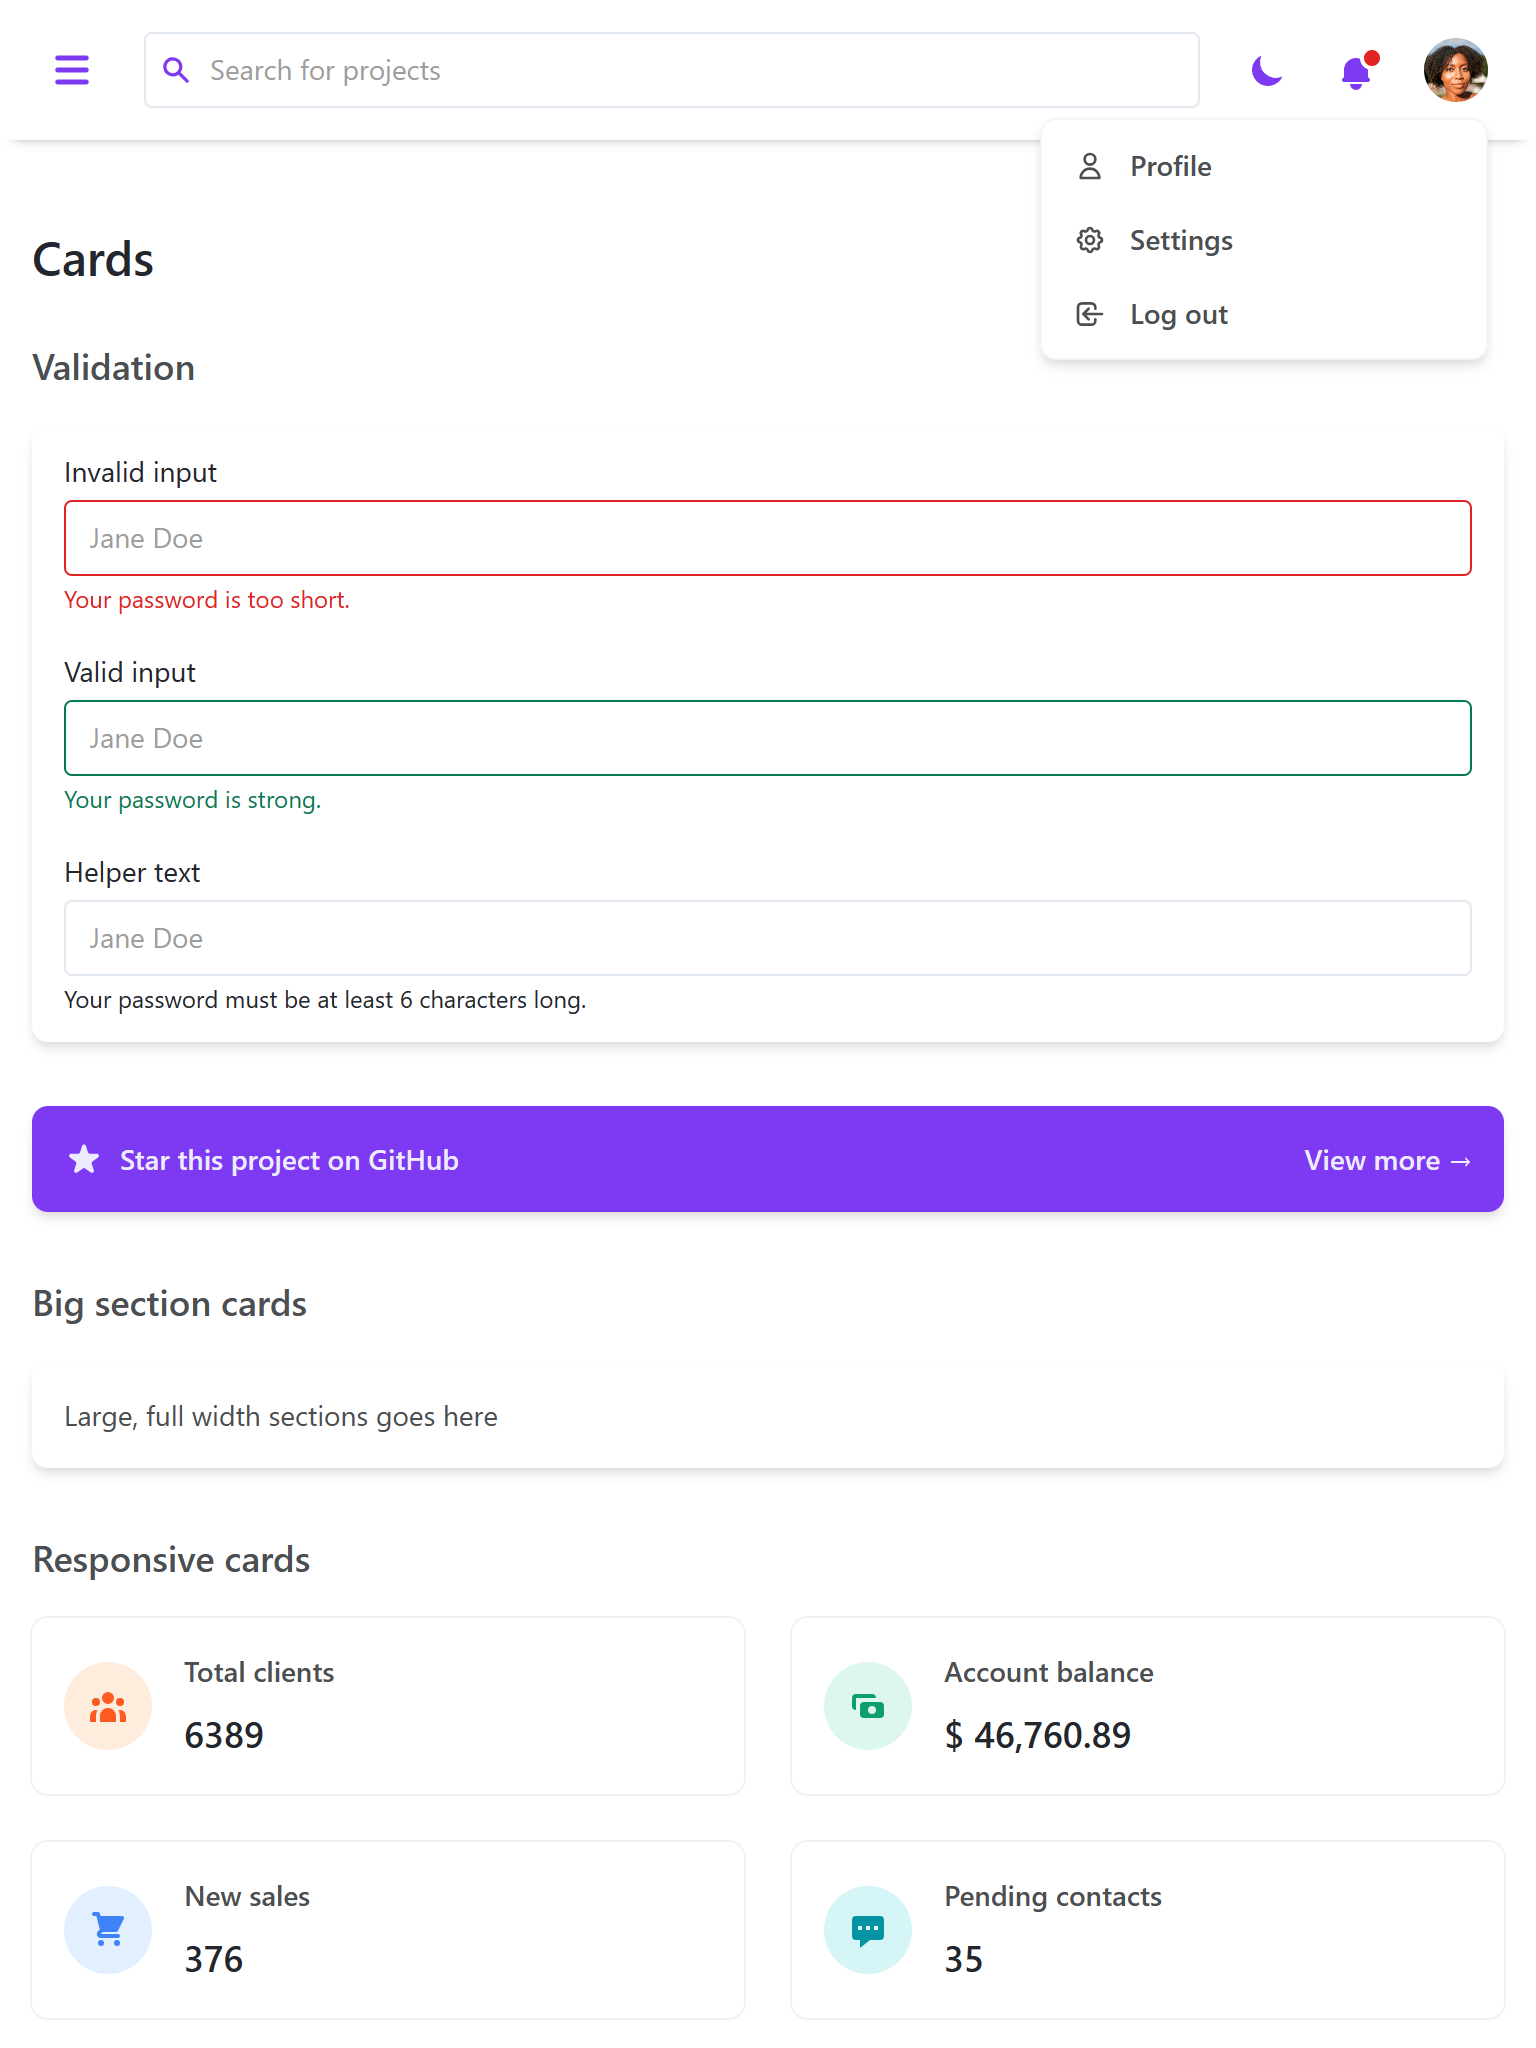 Search for projects
Profile
Settings
Log out
Cards
Validation
Invalid input
Jane Doe
Your password is too short.
Valid input
Jane Doe
Your password is strong.
Helper text
Jane Doe
Your password must be at least 6 characters long.
Star this project on GitHub
View more →
Big section cards
Large, full width sections goes here
Responsive cards
Total clients
6389
Account balance
$ 46,760.89
New sales
376
Pending contacts
35